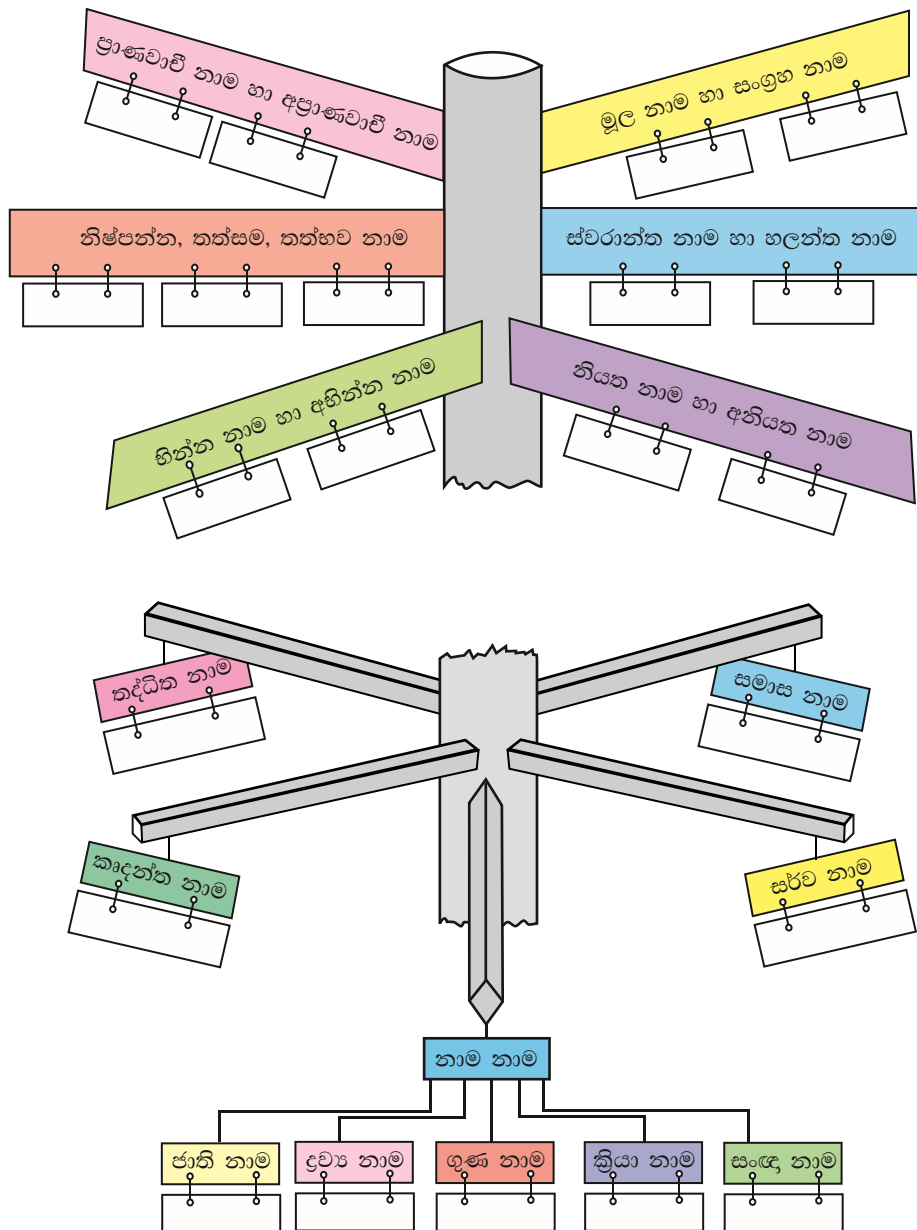 ප්‍රාණවාචී නාම හා අප්‍රාණවාචී නාම
මූල නාම හා සංග්‍රහ නාම
නිෂ්පන්න, තත්සම, තත්භව නාම
ස්වරාන්ත නාම හා හලන්ත නාම
භින්න නාම හා අභින්න නාම
නියත නාම හා අනියත නාම
තද්ධිත නාම
සමාස නාම
කෘදන්ත නාම
සර්ව නාම
නාම නාම
ජාති නාම
ද්‍රව්‍ය නාම
ගුණ නාම
ක්‍රියා නාම
සංඥා නාම